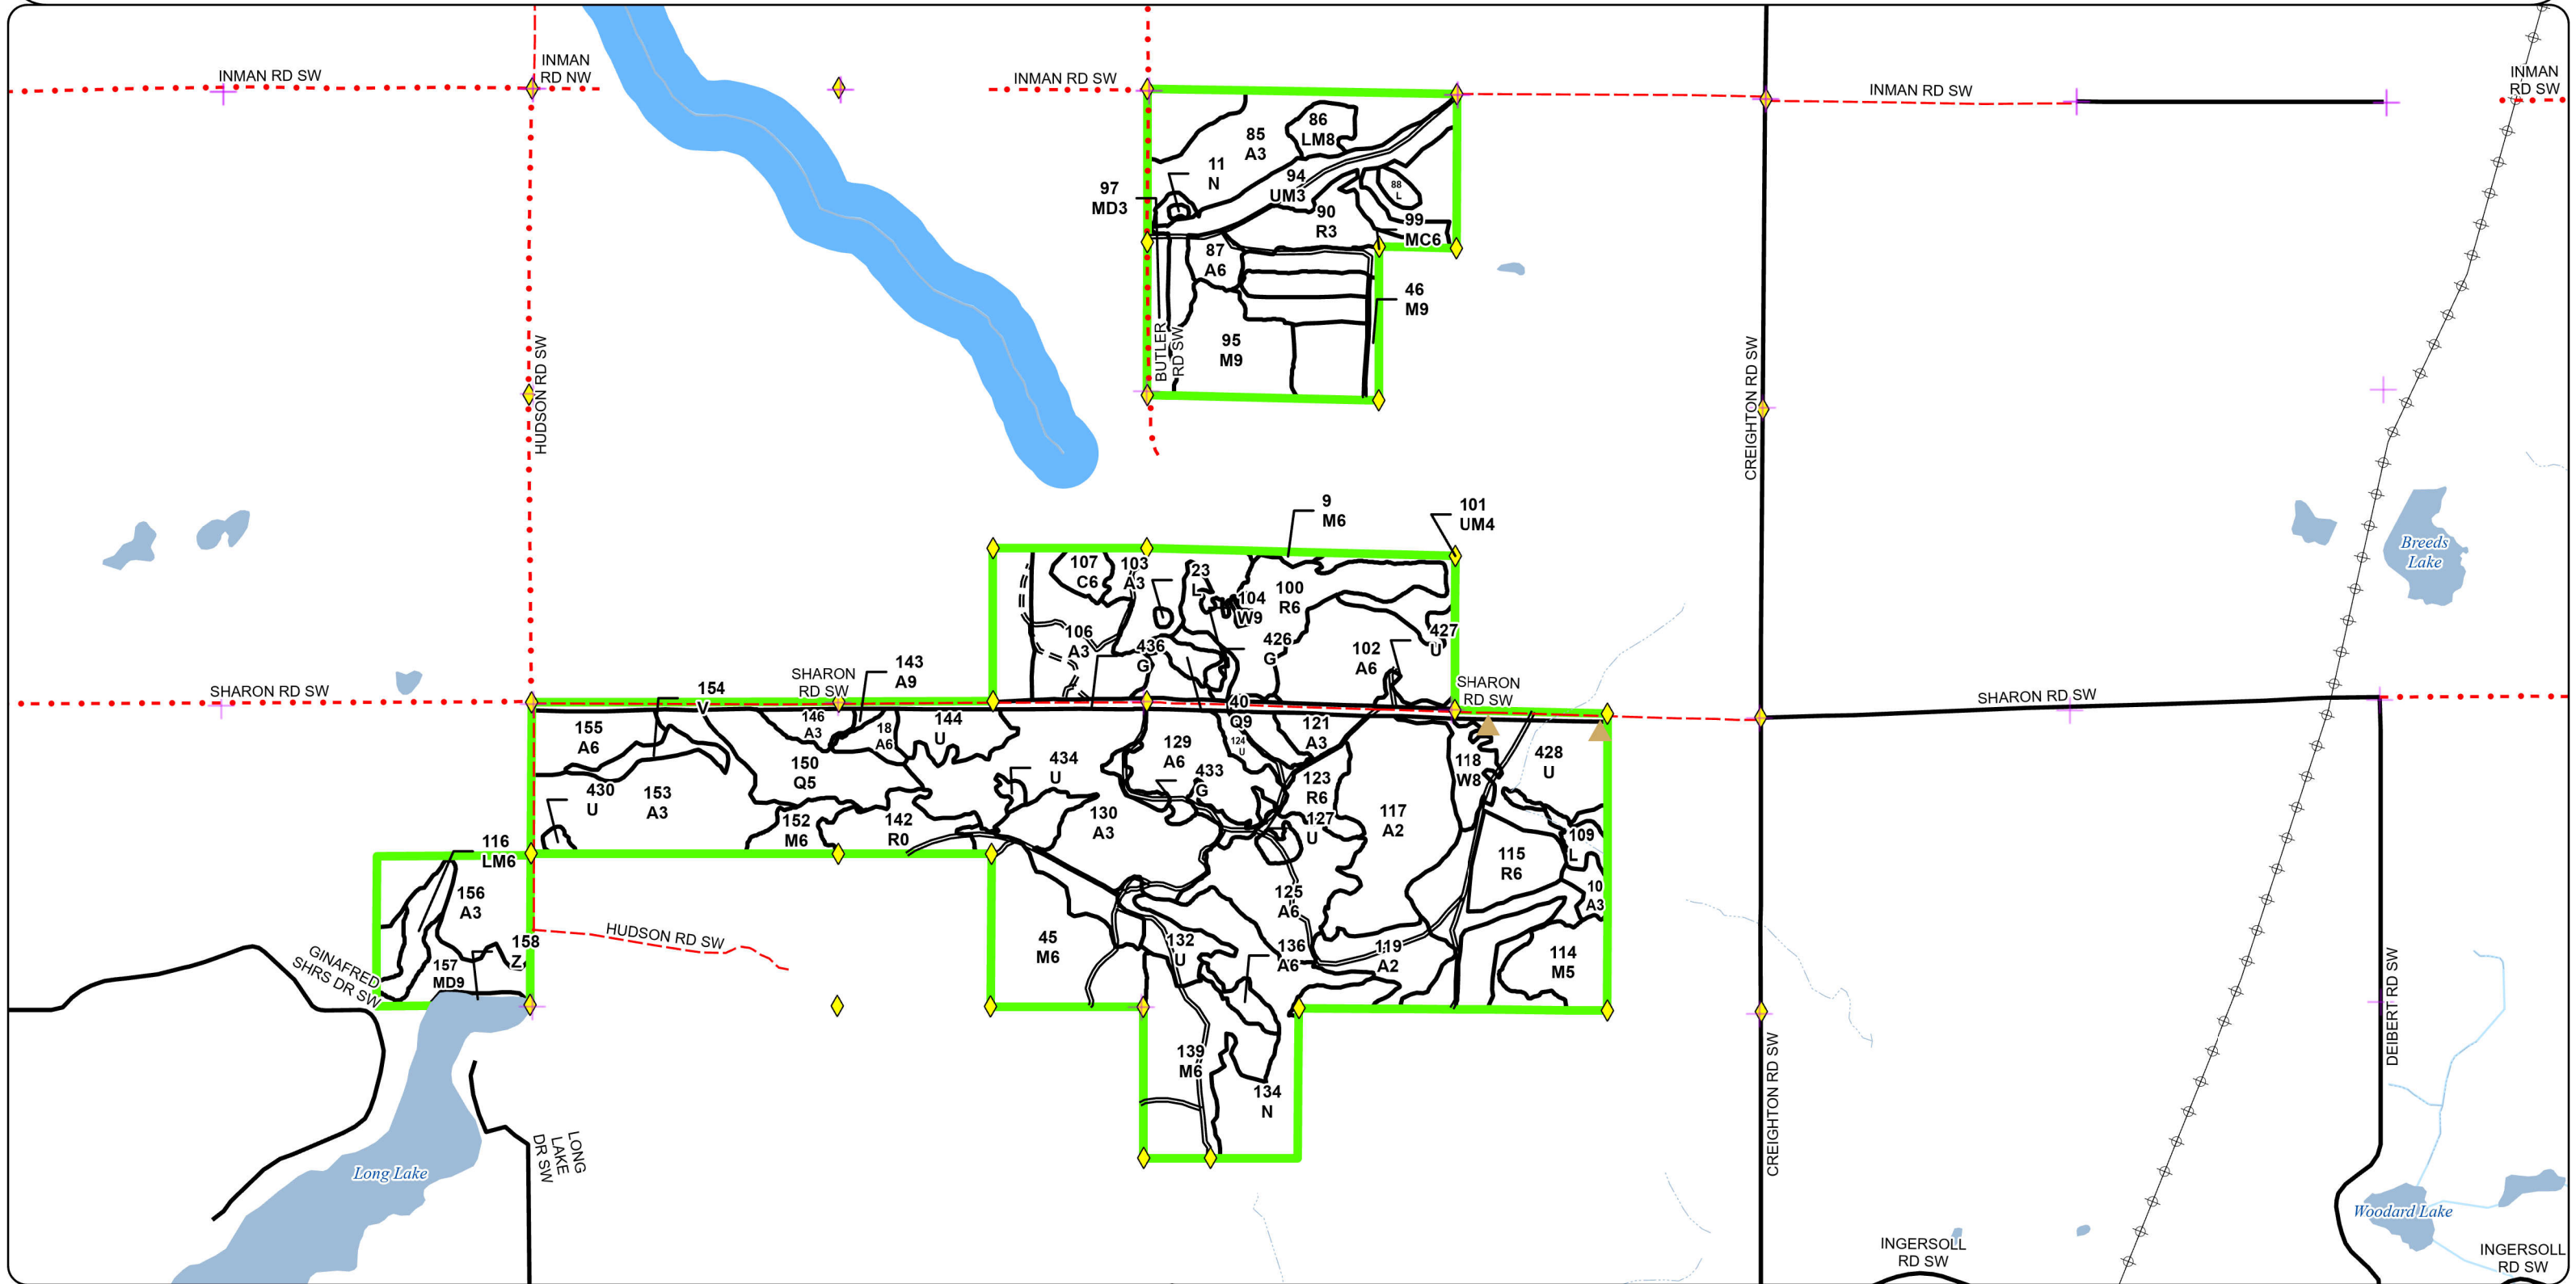 INMAN RD SW
INMAN
RD NW
INMAN RD SW
INMAN RD SW
INMAN
RD SW
86
LM8
85
A3
11
N
94
UM3
97
MD3
88
L
90
R3
99
MC6
87
A6
46
M9
95
M9
BUTLER
RD SW
HUDSON RD SW
CREIGHTON RD SW
9
M6
101
UM4
Breeds
Lake
107
C6
103
A3
23
L
104
W9
100
R6
106
A3
436
G
426
G
427
U
102
A6
SHARON RD SW
SHARON
RD SW
143
A9
SHARON
RD SW
SHARON RD SW
154
V
155
A6
146
A3
18
A6
144
U
40
Q9
124
U
121
A3
129
A6
434
U
433
G
118
W8
428
U
150
Q5
430
U
153
A3
123
R6
152
M6
142
R0
130
A3
127
U
117
A2
109
L
116
LM6
115
R6
156
A3
125
A6
10
A3
HUDSON RD SW
45
M6
132
U
136
A6
119
A2
114
M5
158
Z
157
MD9
GINAFRED
SHRS DR SW
139
M6
134
N
DEIBERT RD SW
CREIGHTON RD SW
LONG
LAKE
DR SW
Long Lake
Woodard Lake
INGERSOLL
RD SW
INGERSOLL
RD SW